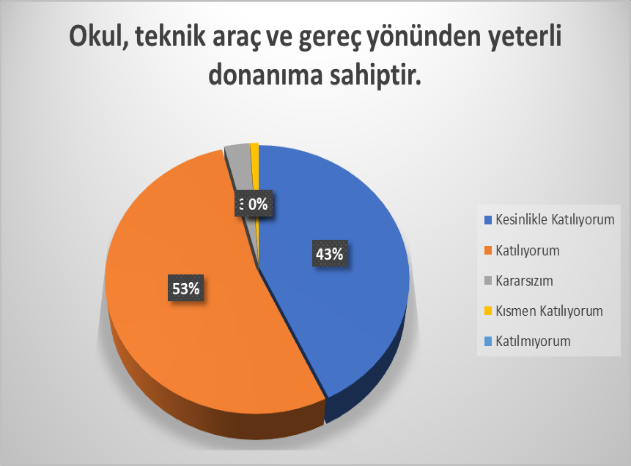 Okul, teknik araç ve gereç yönünden yeterli
donanıma sahiptir.
43%
53%
0%
Kesinlikle Katılıyorum
Katılıyorum
Kararsızım
Kısmen Katılıyorum
Katılmıyorum